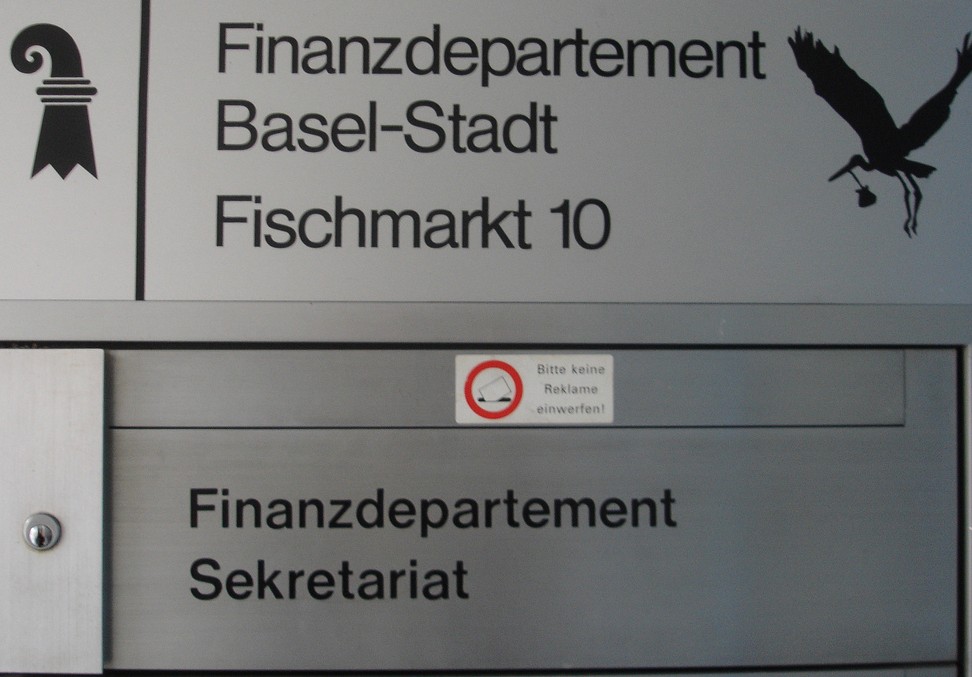 Finanzdepartement
Basel-Stadt
Fischmarkt 10
Bitte keine
Reklame
einwerfen!
Finanzdepartement
Sekretariat